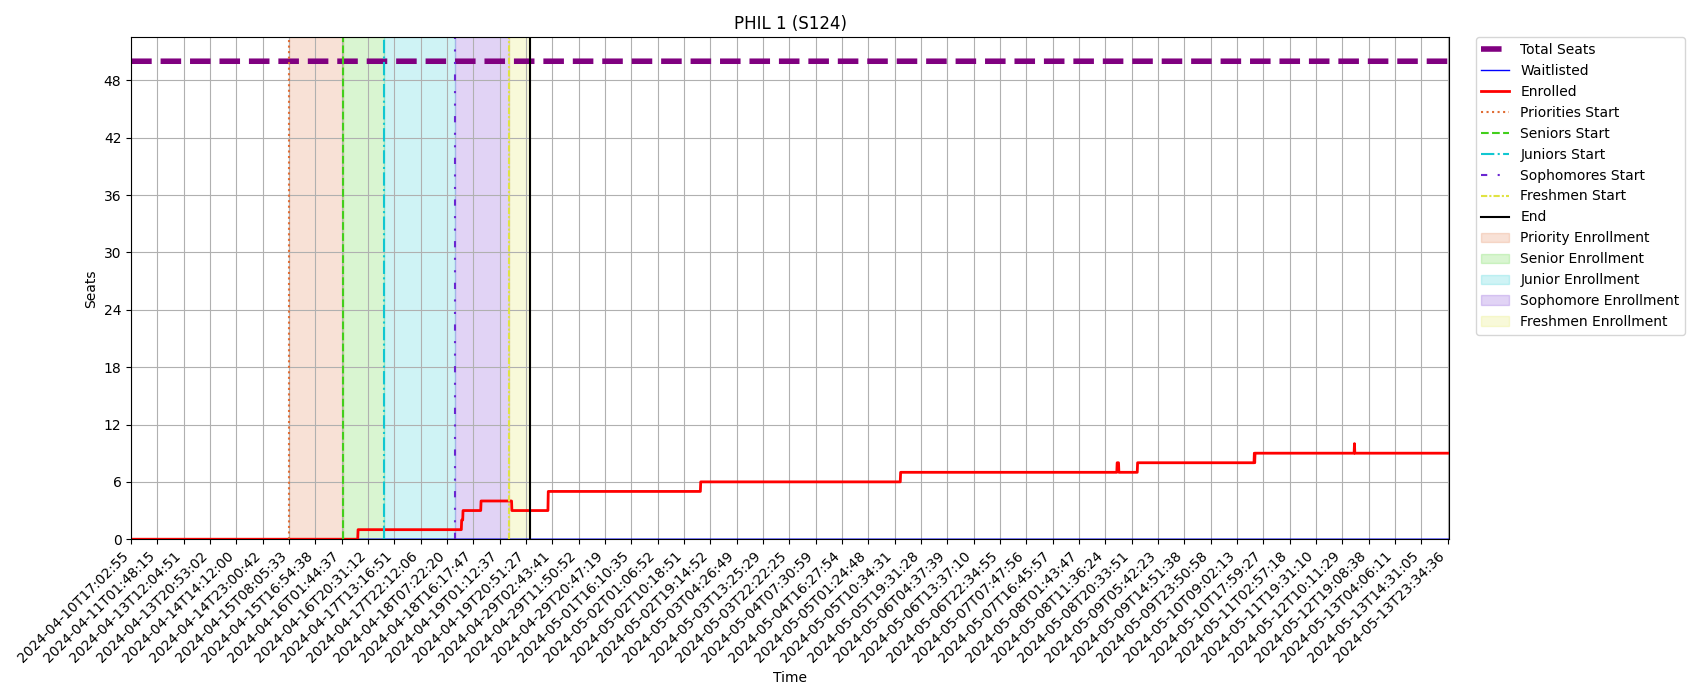 PHIL 1 (S124)
Seats
48
42
36
30
24
18
12
6
0
2024-04-10T17:02:55
2024-04-11T01:48:15
2024-04-13T12:04:51
2024-04-13T20:53:02
2024-04-14T14:12:00
2024-04-14T23:00:42
2024-04-15T08:05:33
2024-04-15T16:54:38
2024-04-16T01:44:37
2024-04-16T20:31:12
2024-04-17T13:16:51
2024-04-17T22:12:06
2024-04-18T07:22:20
2024-04-18T16:17:47
2024-04-19T01:12:37
2024-04-19T20:51:27
2024-04-29T02:43:41
2024-04-29T11:50:52
2024-04-29T20:47:19
2024-05-01T16:10:35
2024-05-02T01:06:52
2024-05-02T10:18:51
2024-05-02T19:14:52
2024-05-03T04:26:49
2024-05-03T13:25:29
2024-05-03T22:22:25
2024-05-04T07:30:59
2024-05-04T16:27:54
2024-05-05T01:24:48
2024-05-05T10:34:31
2024-05-05T19:31:28
2024-05-06T04:37:39
2024-05-06T13:37:10
2024-05-06T22:34:55
2024-05-07T07:47:56
2024-05-07T16:45:57
2024-05-08T01:43:47
2024-05-08T11:36:24
2024-05-08T20:33:51
2024-05-09T05:42:23
2024-05-09T14:51:38
2024-05-09T23:50:58
2024-05-10T09:02:13
2024-05-10T17:59:27
2024-05-11T02:57:18
2024-05-11T19:31:10
2024-05-12T10:11:29
2024-05-12T19:08:38
2024-05-13T04:06:11
2024-05-13T14:31:05
2024-05-13T23:34:36
Time
Total Seats
Waitlisted
Enrolled
Priorities Start
Seniors Start
Juniors Start
Sophomores Start
Freshmen Start
End
Priority Enrollment
Senior Enrollment
Junior Enrollment
Sophomore Enrollment
Freshmen Enrollment